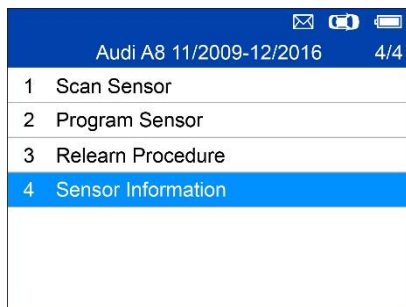 Audi A8 11/2009-12/2016 4/4
1 Scan Sensor
2 Program Sensor
3 Relearn Procedure
4 Sensor Information